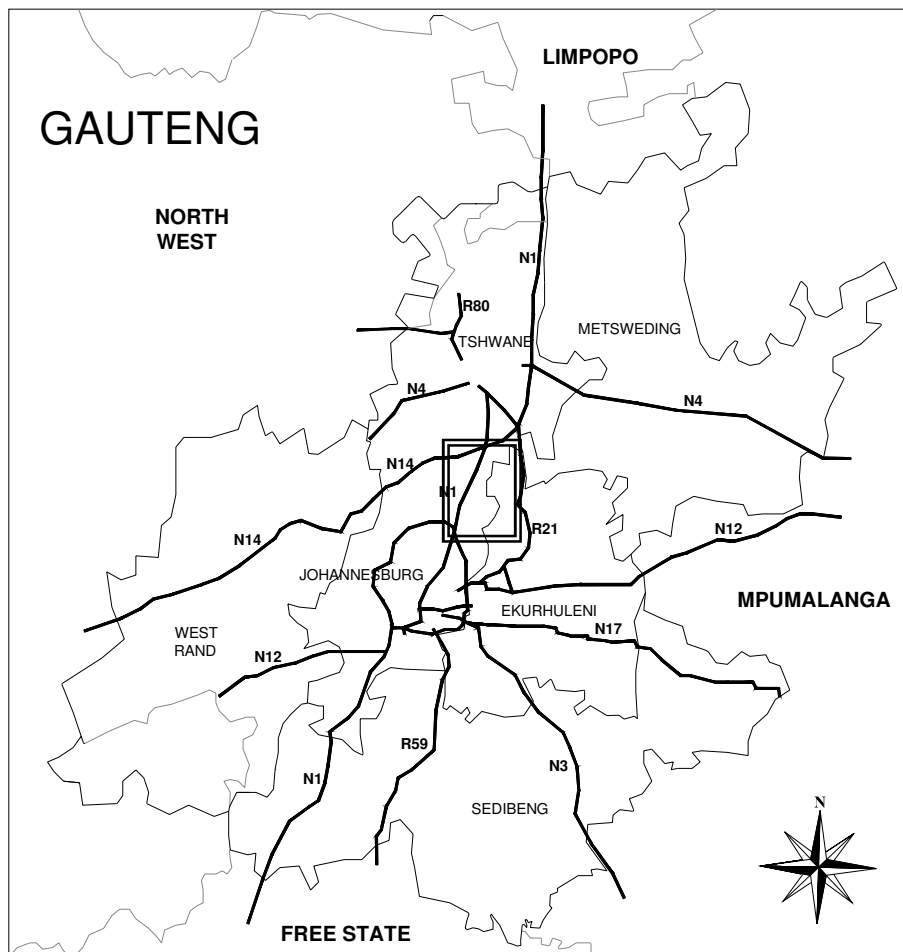 LIMPOPO
GAUTENG
NORTH
WEST
N1
R80
TSHWANE
METSWEDING
N4
N4
N14
N1
R21
N12
N14
JOHANNESBURG
EKURHULENI
MPUMALANGA
WEST
RAND
N12
N17
R59
N1
N3
SEDIBENG
N
FREE STATE